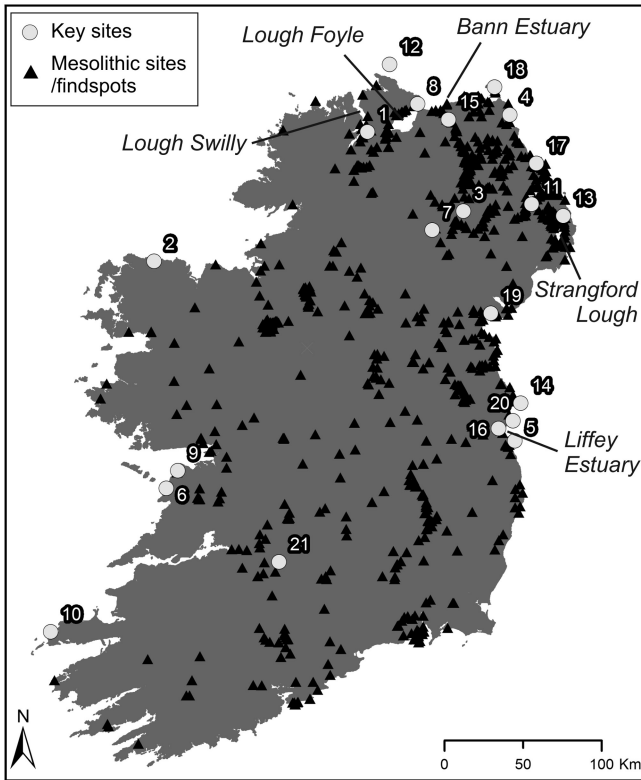 Key sites
Mesolithic sites
/findspots
Lough Foyle
12
Bann Estuary
18
8
15
4
1
Lough Swilly
17
11
3
13
7
2
Strangford
Lough
19
14
20
5
16
Liffey
Estuary
9
6
21
10
N
0 50 100 Km